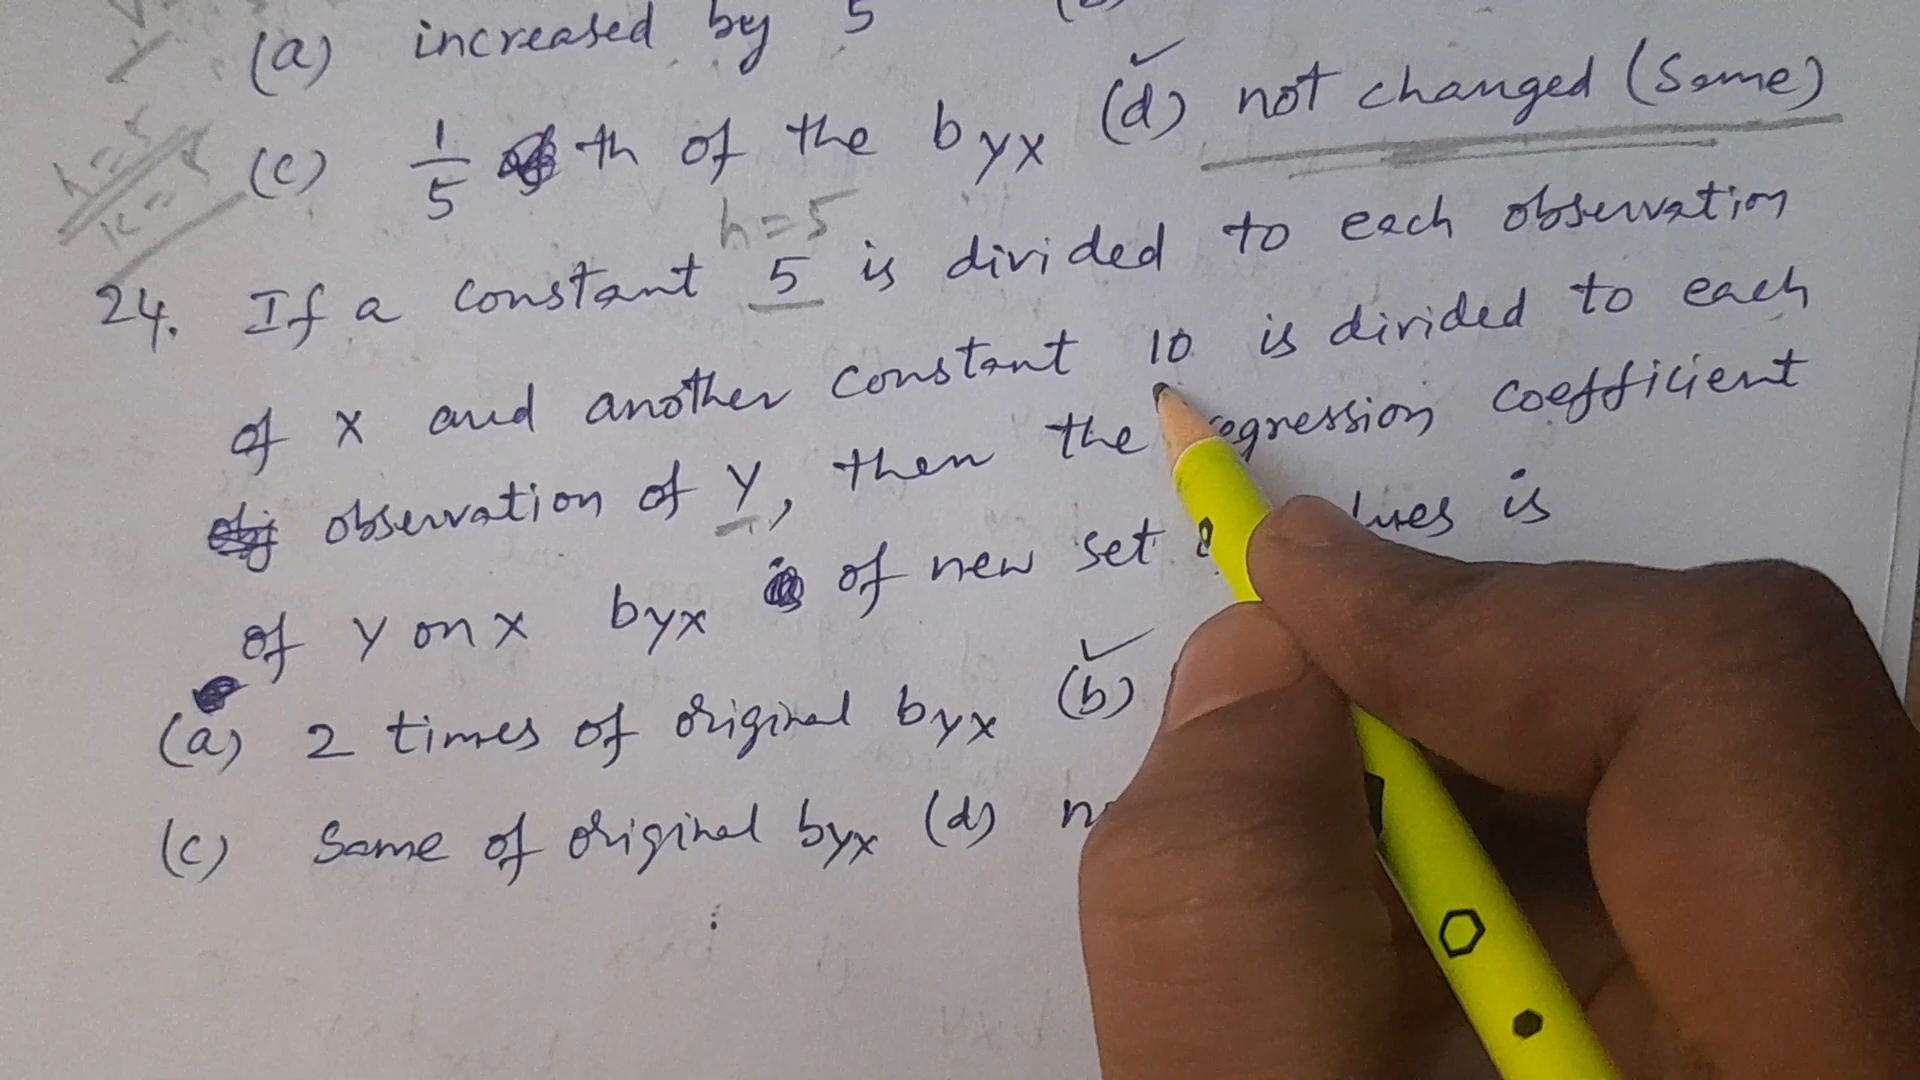 (a) increased by 5
(c) 1/5 th of the byx (d) not changed (Same)
h=5
h=5
24. If a constant 5 is divided to each observation
of X and another constant 10 is divided to each
observation of Y, then the regression coefficient
of Y on X byx of new set is
(a) 2 times of original byx (b)
(c) Same of original byx (d)